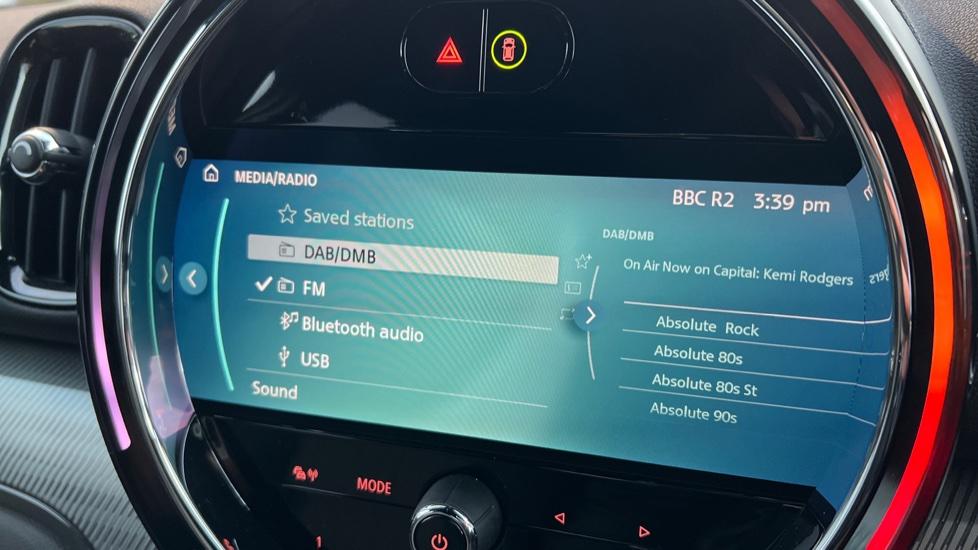 MEDIA/RADIO
BBC R2 3:39 pm
Saved stations
DAB/DMB
FM
Bluetooth audio
USB
Sound
DAB/DMB
On Air Now on Capital: Kemi Rodgers
Absolute Rock
Absolute 80s
Absolute 80s St
Absolute 90s
MODE
1